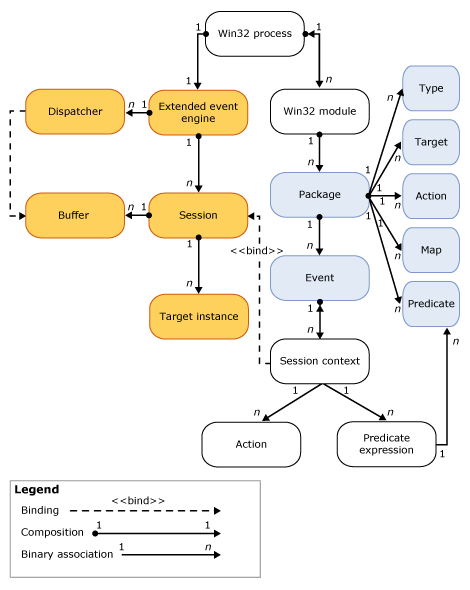 Win32 process
1
1
1
n
Dispatcher
n
1
Extended event
engine
Win32 module
Type
n
1
1
Target
n
n
n
Package
1
1
1
1
1
n
n
n
Action
Map
Predicate
Buffer
n
1
Session
1
<<bind>>
1
n
Event
n
Target instance
1
n
Session context
n
1
1
n
n
Action
Predicate
expression
1
Legend
Binding
<<bind>>
Composition
1
1
Binary association
1
n